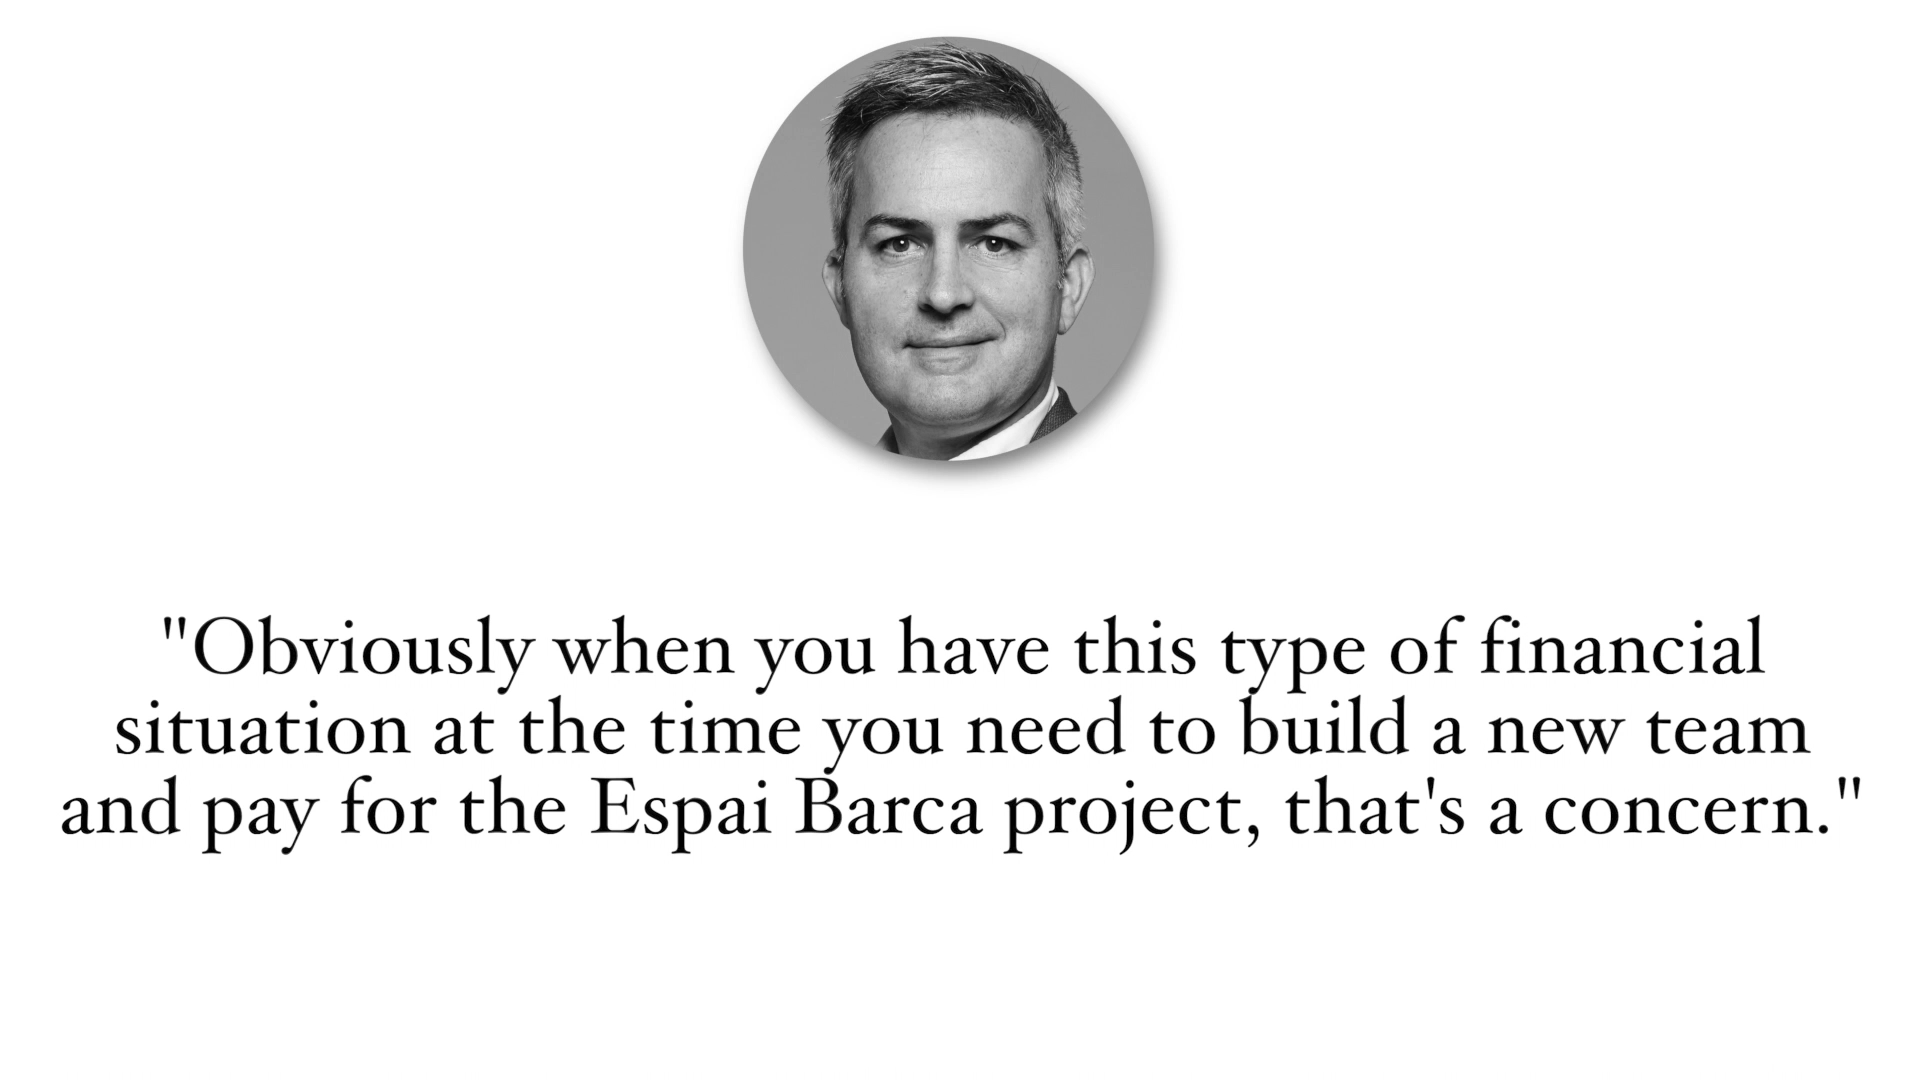 "Obviously when you have this type of financial
situation at the time you need to build a new team
and pay for the Espai Barca project, that's a concern."